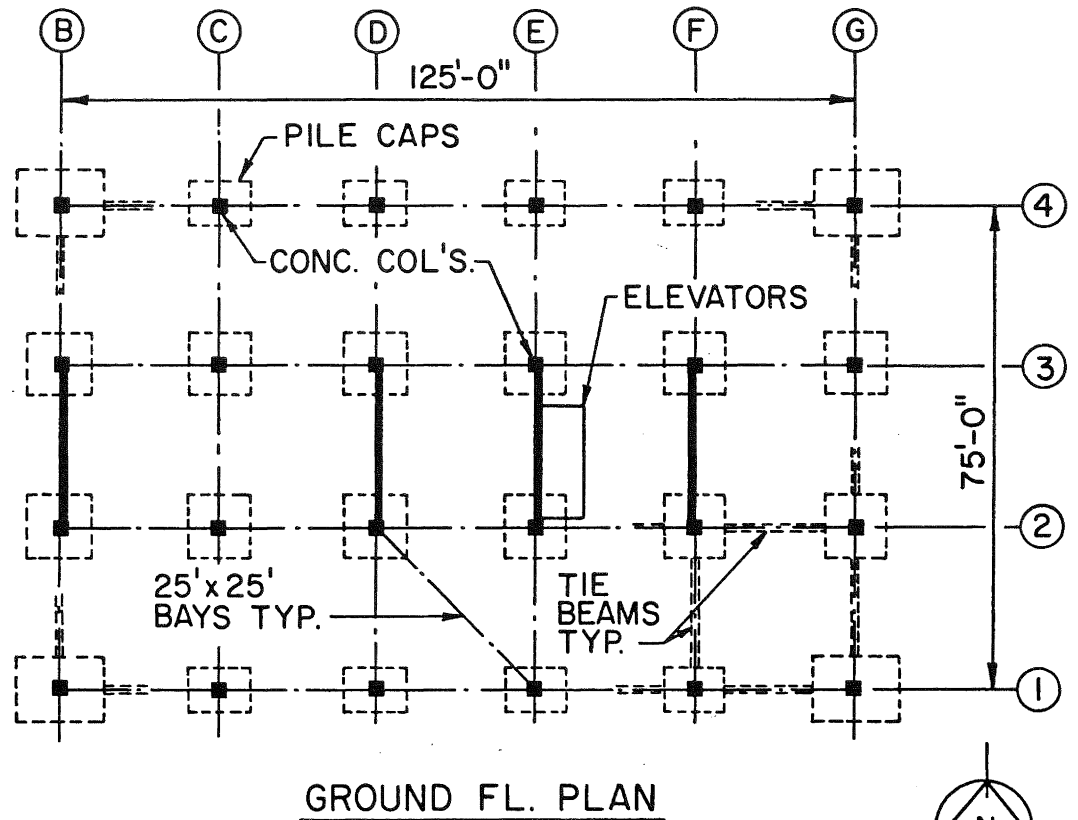 B C D E F G
125'-0"
PILE CAPS
4
CONC. COL'S.
ELEVATORS
3
75'-0"
2
25'x25'
BAYS TYP.
TIE
BEAMS
TYP.
1
GROUND FL. PLAN
N